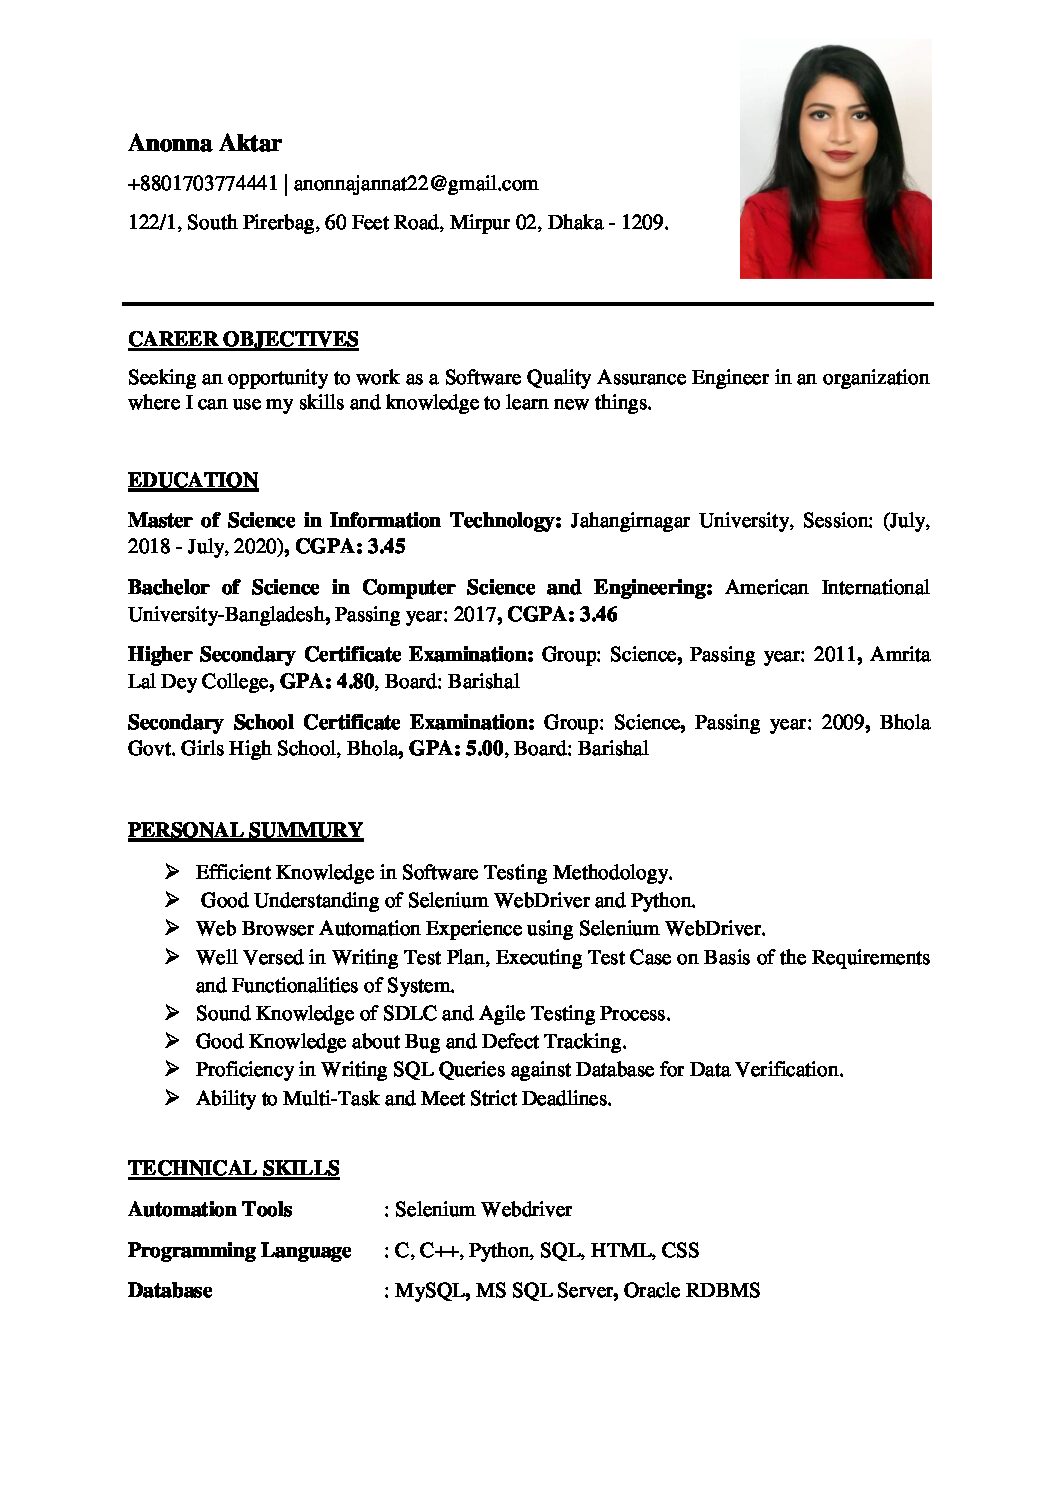 Anonna Aktar
+8801703774441 | anonnajannat22@gmail.com
122/1, South Pirerbag, 60 Feet Road, Mirpur 02, Dhaka - 1209.
CAREER OBJECTIVES
Seeking an opportunity to work as a Software Quality Assurance Engineer in an organization
where I can use my skills and knowledge to learn new things.
EDUCATION
Master of Science in Information Technology: Jahangirnagar University, Session: (July,
2018 - July, 2020), CGPA: 3.45
Bachelor of Science in Computer Science and Engineering: American International
University-Bangladesh, Passing year: 2017, CGPA: 3.46
Higher Secondary Certificate Examination: Group: Science, Passing year: 2011, Amrita
Lal Dey College, GPA: 4.80, Board: Barishal
Secondary School Certificate Examination: Group: Science, Passing year: 2009, Bhola
Govt. Girls High School, Bhola, GPA: 5.00, Board: Barishal
PERSONAL SUMMURY
➢ Efficient Knowledge in Software Testing Methodology.
➢ Good Understanding of Selenium WebDriver and Python.
➢ Web Browser Automation Experience using Selenium WebDriver.
➢ Well Versed in Writing Test Plan, Executing Test Case on Basis of the Requirements
and Functionalities of System.
➢ Sound Knowledge of SDLC and Agile Testing Process.
➢ Good Knowledge about Bug and Defect Tracking.
➢ Proficiency in Writing SQL Queries against Database for Data Verification.
➢ Ability to Multi-Task and Meet Strict Deadlines.
TECHNICAL SKILLS
Automation Tools : Selenium Webdriver
Programming Language : C, C++, Python, SQL, HTML, CSS
Database : MySQL, MS SQL Server, Oracle RDBMS